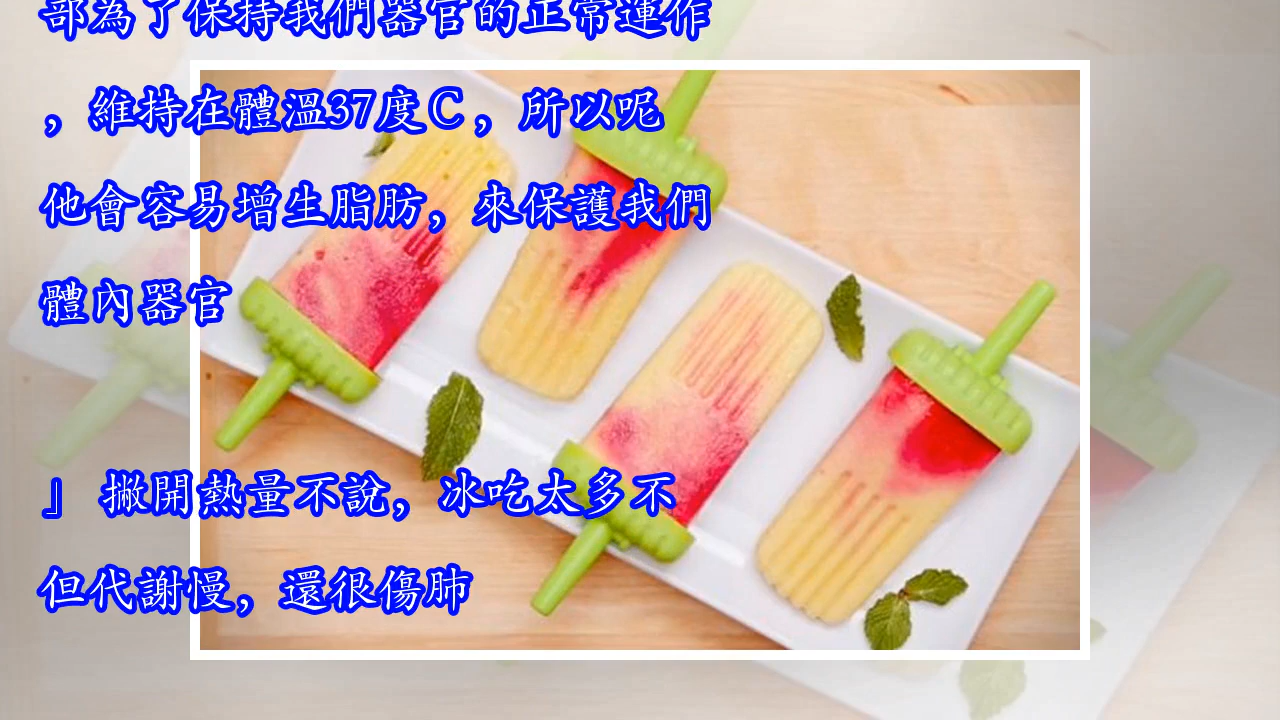 部為了保持我們器官的正常運作
，維持在體溫37度Ｃ，所以呢
他會容易增生脂肪，來保護我們
體內器官
」 撇開熱量不說，冰吃太多不
但代謝慢，還很傷肺